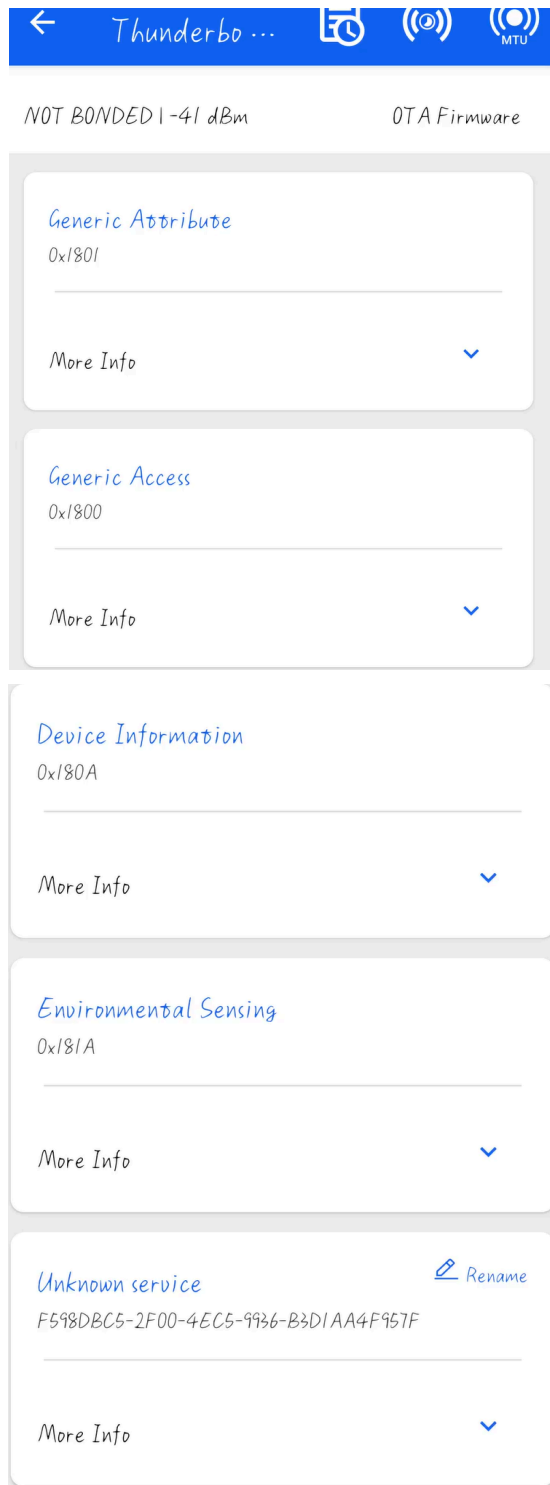 Thunderbo ...
MTU
NOT BONDED | -41 dBm
OTA Firmware
Generic Attribute
0x1801
More Info
Generic Access
0x1800
More Info
Device Information
0x180A
More Info
Environmental Sensing
0x181A
More Info
Rename
Unknown service
F598DBC5-2F00-4EC5-9936-B3D1AA4F957F
More Info